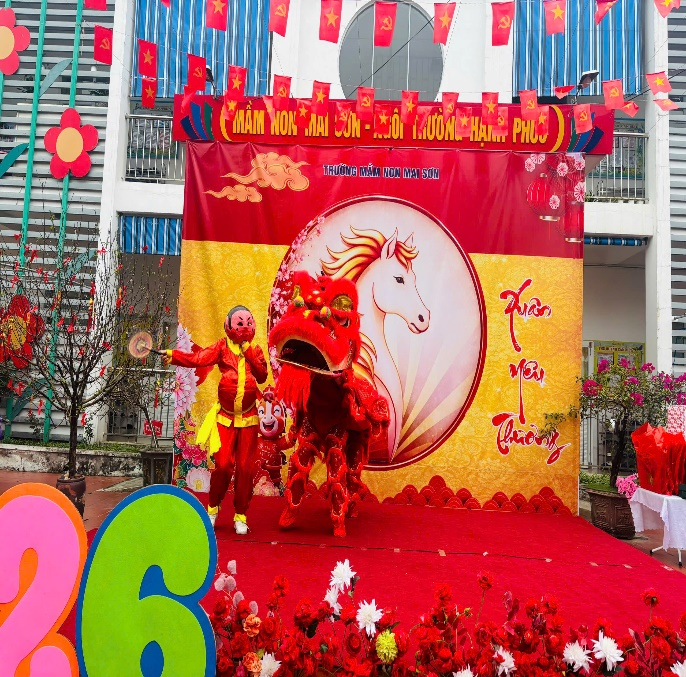 MẦM NON MAI SƠN - NGÔI TRƯỜNG HẠNH PHÚC
TRƯỜNG MẦM NON MAI SƠN
Xuân
Yêu
Thương
26